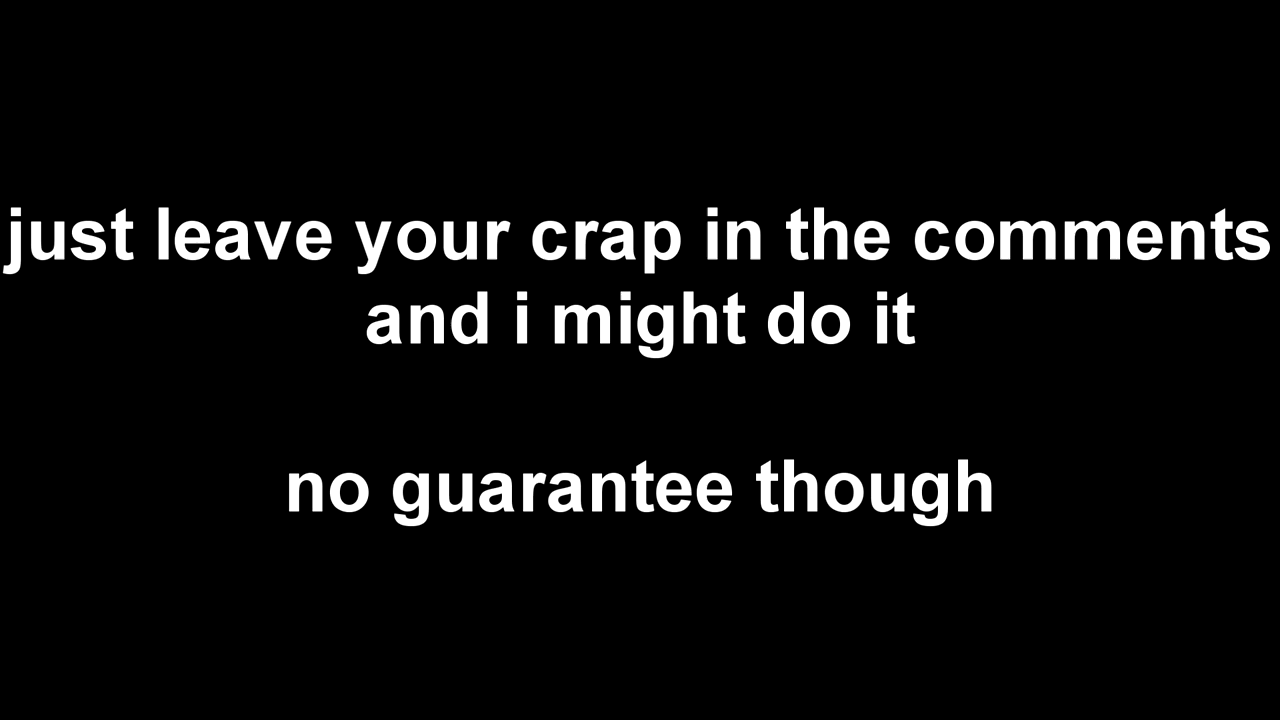 just leave your crap in the comments
and i might do it
no guarantee though